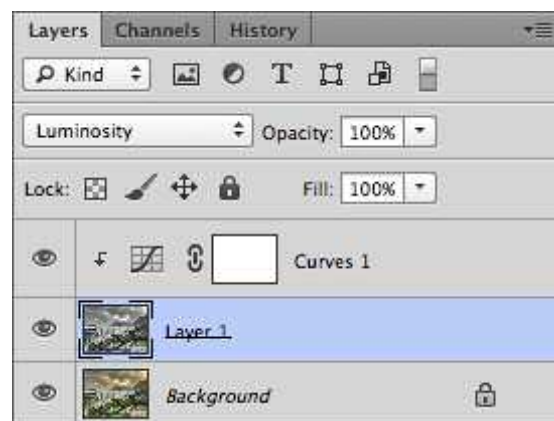 Layers Channels History
Kind T
Luminosity Opacity: 100%
Lock: Fill: 100%
Curves 1
Layer 1
Background